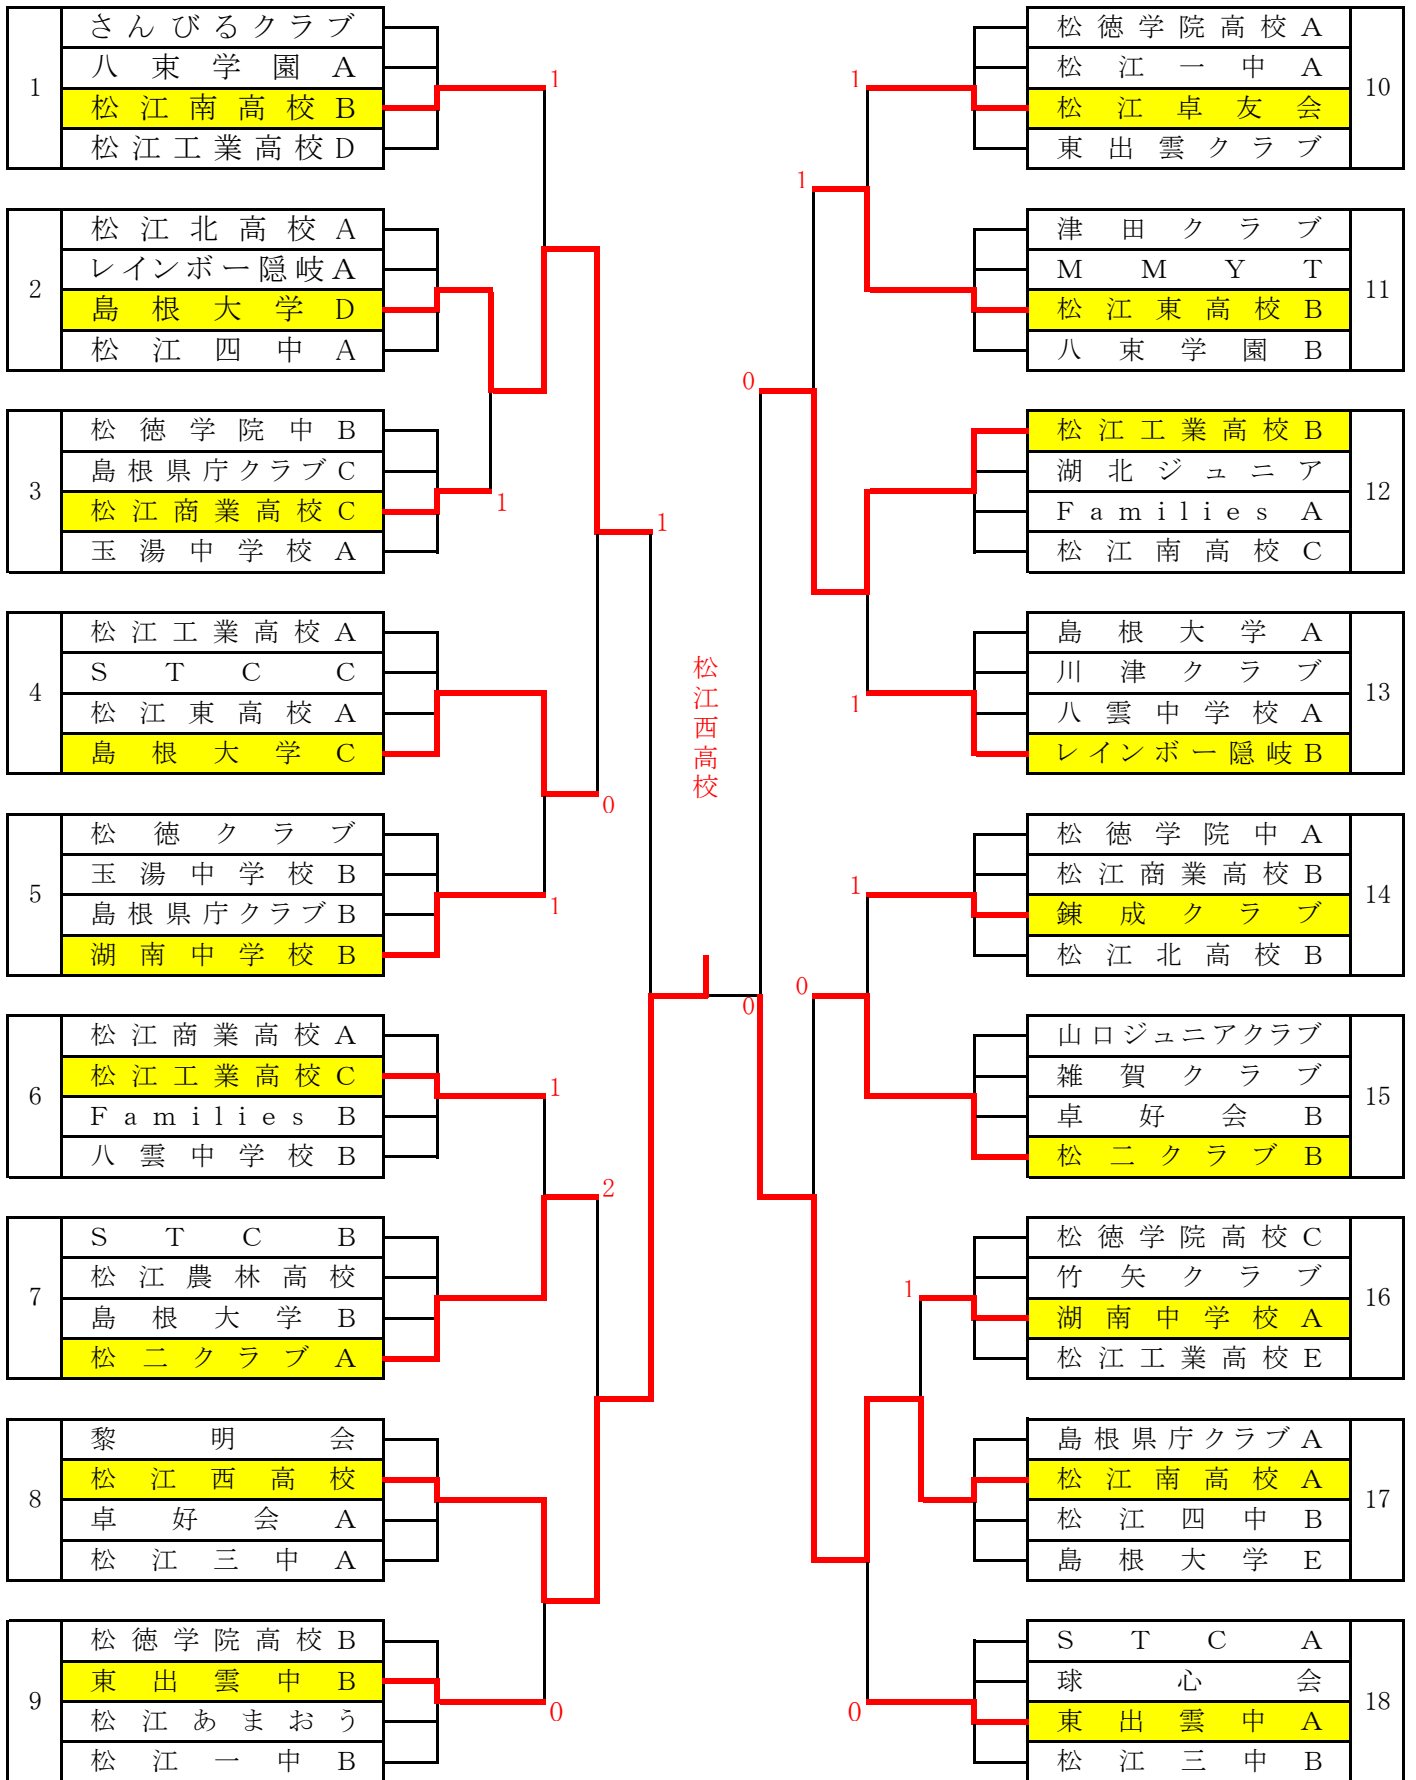 1
さんびるクラブ
八束学園A
松江南高校B
松江工業高校D
2
松江北高校A
レインボー隠岐A
島根大学D
松江四中A
3
松徳学院中B
島根県庁クラブC
松江商業高校C
玉湯中学校A
4
松江工業高校A
STCC
松江東高校A
島根大学C
5
松徳クラブ
玉湯中学校B
島根県庁クラブB
湖南中学校B
6
松江商業高校A
松江工業高校C
Families B
八雲中学校B
7
STCB
松江農林高校
島根大学B
松二クラブA
8
黎明会
松江西高校
卓好会A
松江三中A
9
松徳学院高校B
東出雲中B
松江あまおう
松江一中B
1
1
1
0
1
1
2
0
松江西高校
0
0
1
1
1
1
0
1
0
10
松徳学院高校A
松江一中A
松江卓友会
東出雲クラブ
11
津田クラブ
MMYT
松江東高校B
八束学園B
12
松江工業高校B
湖北ジュニア
Families A
松江南高校C
13
島根大学A
川津クラブ
八雲中学校A
レインボー隠岐B
14
松徳学院中A
松江商業高校B
錬成クラブ
松江北高校B
15
山口ジュニアクラブ
雑賀クラブ
卓好会B
松二クラブB
16
松徳学院高校C
竹矢クラブ
湖南中学校A
松江工業高校E
17
島根県庁クラブA
松江南高校A
松江四中B
島根大学E
18
STCA
球心会
東出雲中A
松江三中B